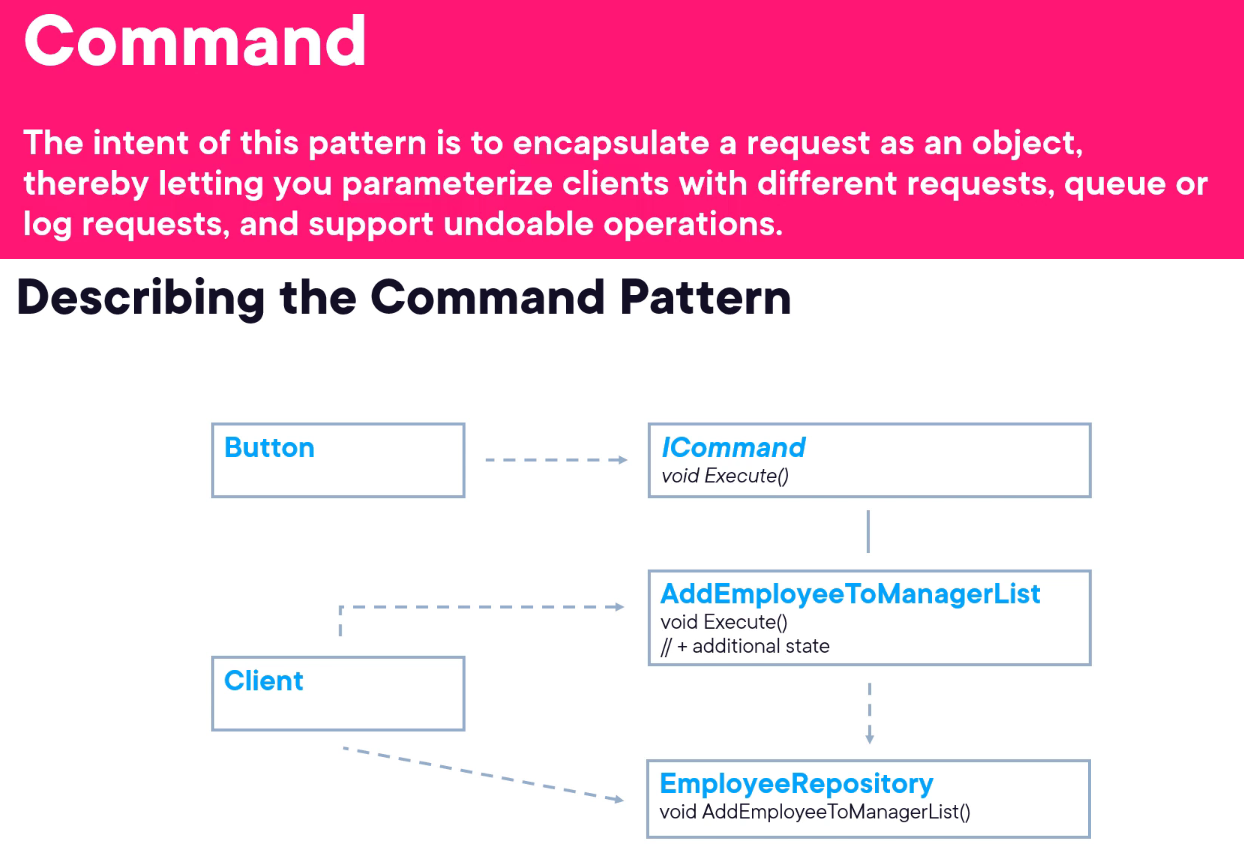 Command
The intent of this pattern is to encapsulate a request as an object,
thereby letting you parameterize clients with different requests, queue or
log requests, and support undoable operations.
Describing the Command Pattern
Button
ICommand
void Execute()
AddEmployeeToManagerList
void Execute()
// + additional state
Client
EmployeeRepository
void AddEmployeeToManagerList()